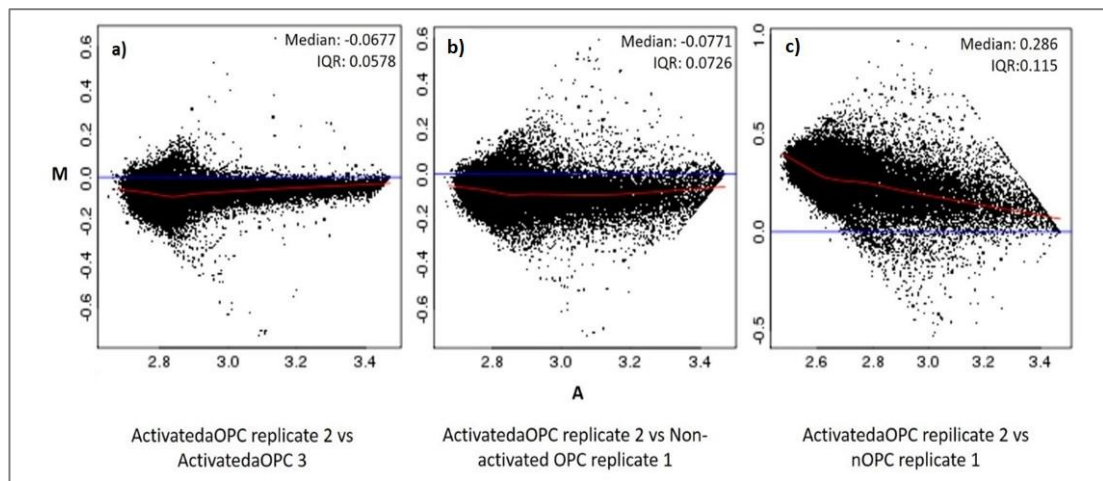 a)
Median: -0.0677
IQR: 0.0578
b)
Median: -0.0771
IQR: 0.0726
c)
Median: 0.286
IQR:0.115
M
0.6
0.4
0.2
0.0
-0.2
-0.4
-0.6
0.6
0.4
0.2
0.0
-0.2
-0.4
-0.6
1.0
0.5
0.0
-0.5
2.8 3.0 3.2 3.4
2.8 3.0 3.2 3.4
2.6 2.8 3.0 3.2 3.4
A
ActivatedaOPC replicate 2 vs
ActivatedaOPC 3
ActivatedaOPC replicate 2 vs Non-
activated OPC replicate 1
ActivatedaOPC repilicate 2 vs
nOPC replicate 1